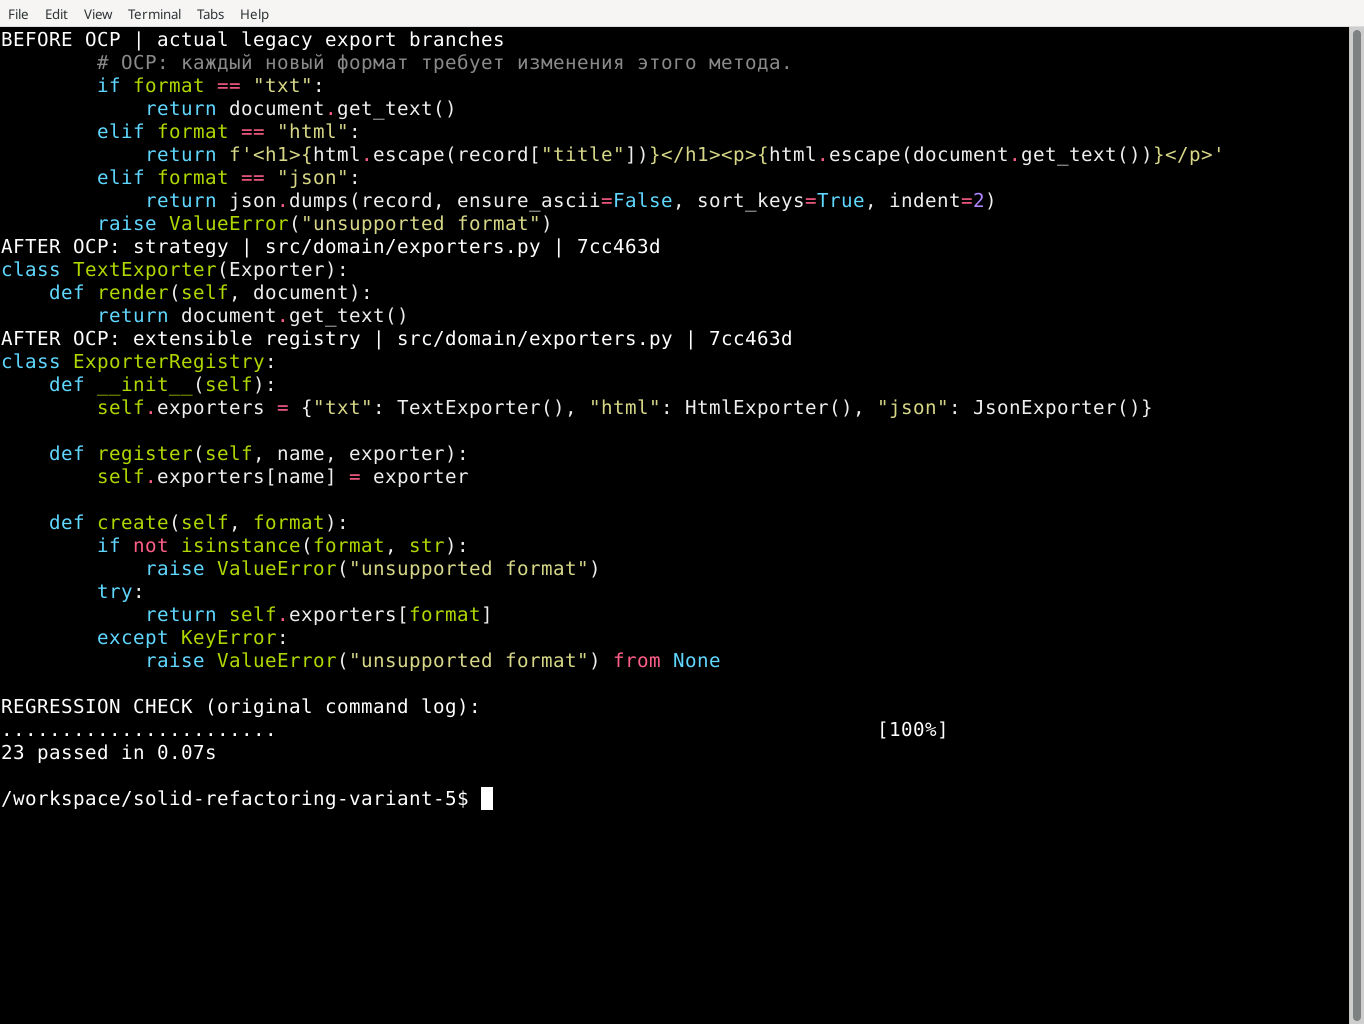 File Edit View Terminal Tabs Help
BEFORE OCP | actual legacy export branches
        # OCP: каждый новый формат требует изменения этого метода.
        if format == "txt":
            return document.get_text()
        elif format == "html":
            return f'<h1>{html.escape(record["title"])}</h1><p>{html.escape(document.get_text())}</p>'
        elif format == "json":
            return json.dumps(record, ensure_ascii=False, sort_keys=True, indent=2)
        raise ValueError("unsupported format")
AFTER OCP: strategy | src/domain/exporters.py | 7cc463d
class TextExporter(Exporter):
    def render(self, document):
        return document.get_text()
AFTER OCP: extensible registry | src/domain/exporters.py | 7cc463d
class ExporterRegistry:
    def __init__(self):
        self.exporters = {"txt": TextExporter(), "html": HtmlExporter(), "json": JsonExporter()}

    def register(self, name, exporter):
        self.exporters[name] = exporter

    def create(self, format):
        if not isinstance(format, str):
            raise ValueError("unsupported format")
        try:
            return self.exporters[format]
        except KeyError:
            raise ValueError("unsupported format") from None

REGRESSION CHECK (original command log):
.......................                                                  [100%]
23 passed in 0.07s

/workspace/solid-refactoring-variant-5$